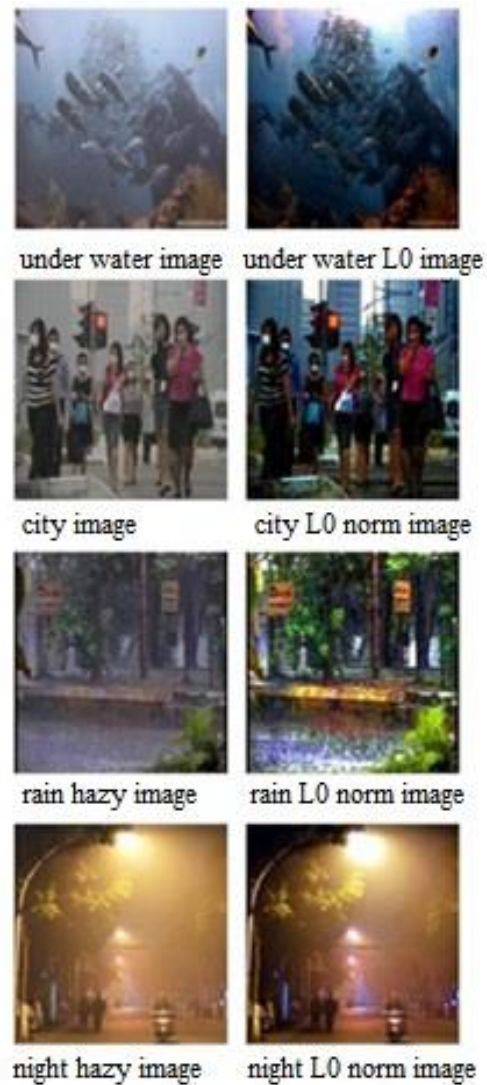 under water image under water L0 image
city image city L0 norm image
rain hazy image rain L0 norm image
night hazy image night L0 norm image